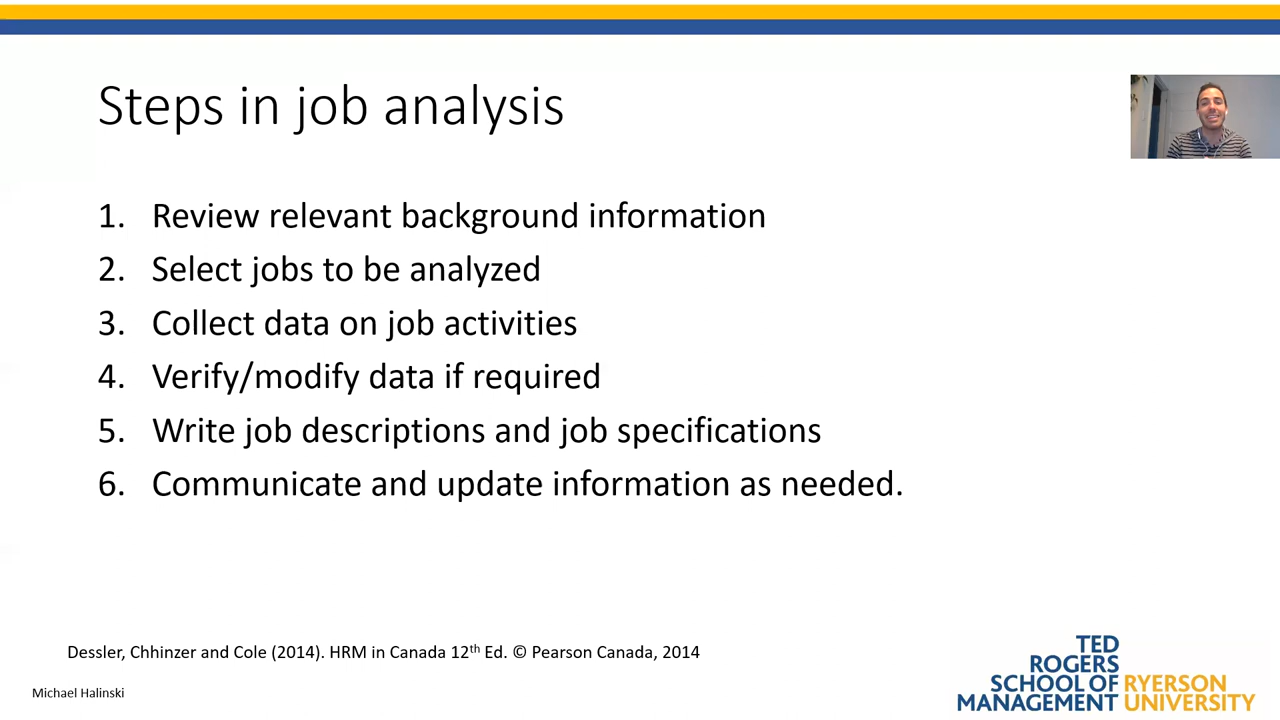 Steps in job analysis
1. Review relevant background information
2. Select jobs to be analyzed
3. Collect data on job activities
4. Verify/modify data if required
5. Write job descriptions and job specifications
6. Communicate and update information as needed.
Dessler, Chhinzer and Cole (2014). HRM in Canada 12th Ed. © Pearson Canada, 2014
Michael Halinski
TED
ROGERS
SCHOOL OF RYERSON
MANAGEMENT UNIVERSITY